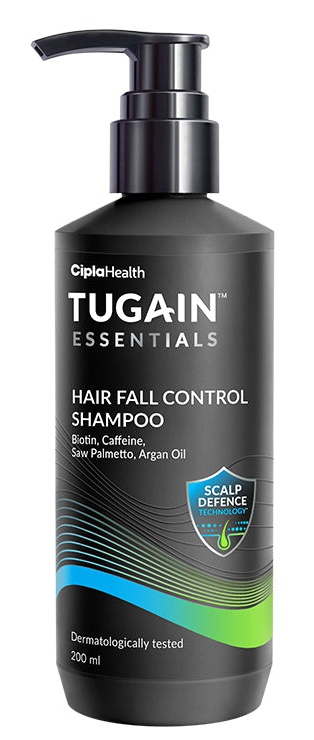 CiplaHealth
TUGAIN™
ESSENTIALS
HAIR FALL CONTROL
SHAMPOO
Biotin, Caffeine,
Saw Palmetto, Argan Oil
SCALP
DEFENCE
TECHNOLOGY*
Dermatologically tested
200 ml